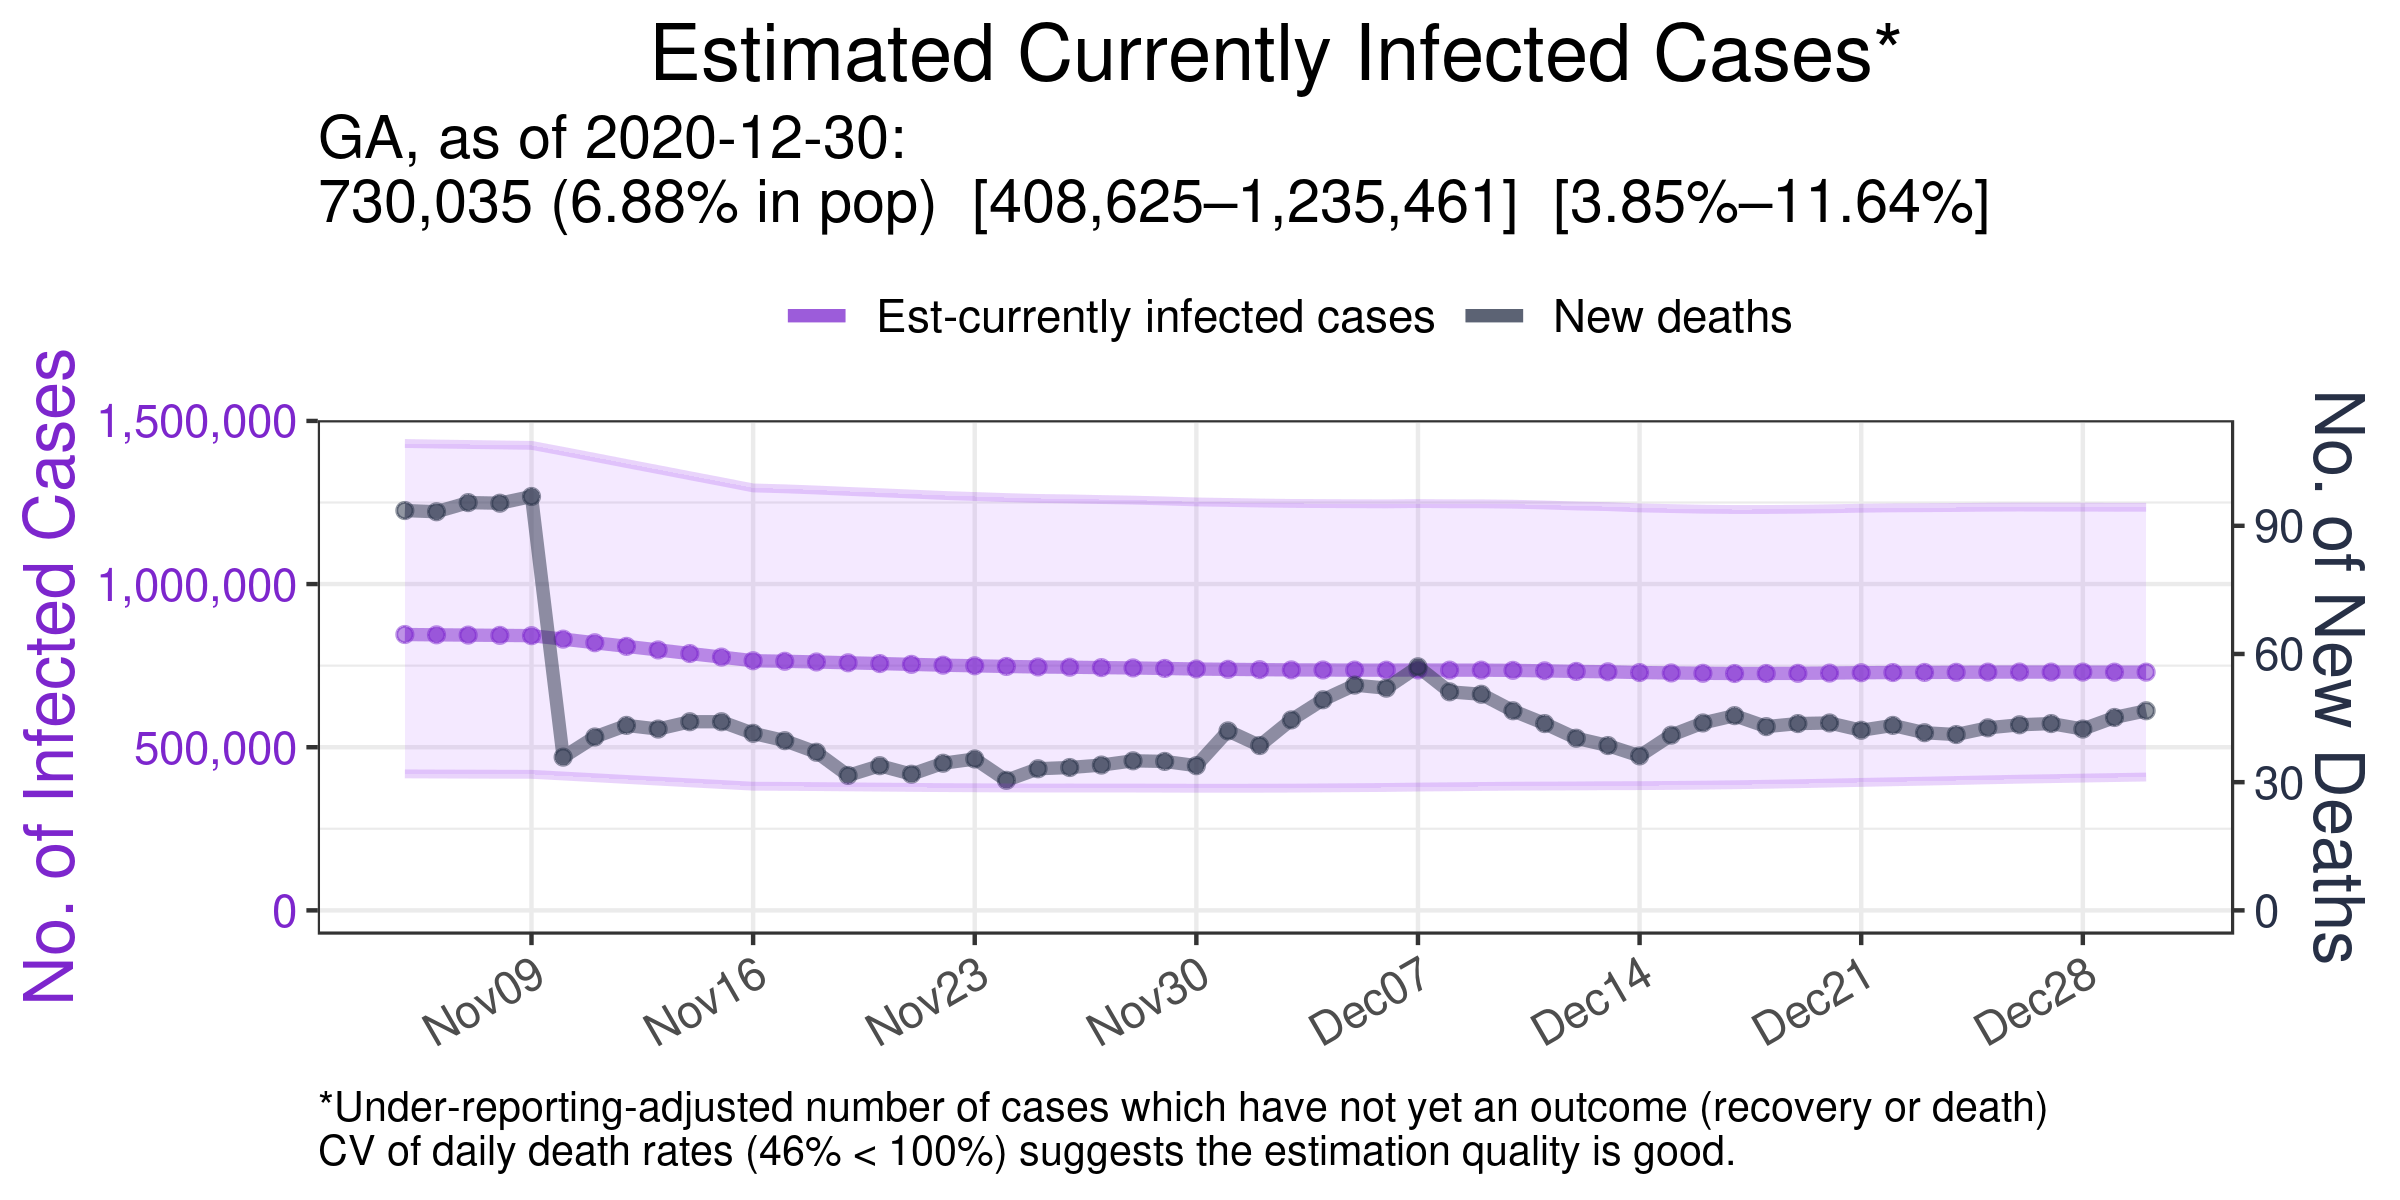 Estimated Currently Infected Cases*
GA, as of 2020-12-30:
730,035 (6.88% in pop)  [408,625–1,235,461]  [3.85%–11.64%]
Est-currently infected cases
New deaths
No. of Infected Cases
1,500,000
1,000,000
500,000
0
No. of New Deaths
90
60
30
0
Nov09
Nov16
Nov23
Nov30
Dec07
Dec14
Dec21
Dec28
*Under-reporting-adjusted number of cases which have not yet an outcome (recovery or death)
CV of daily death rates (46% < 100%) suggests the estimation quality is good.